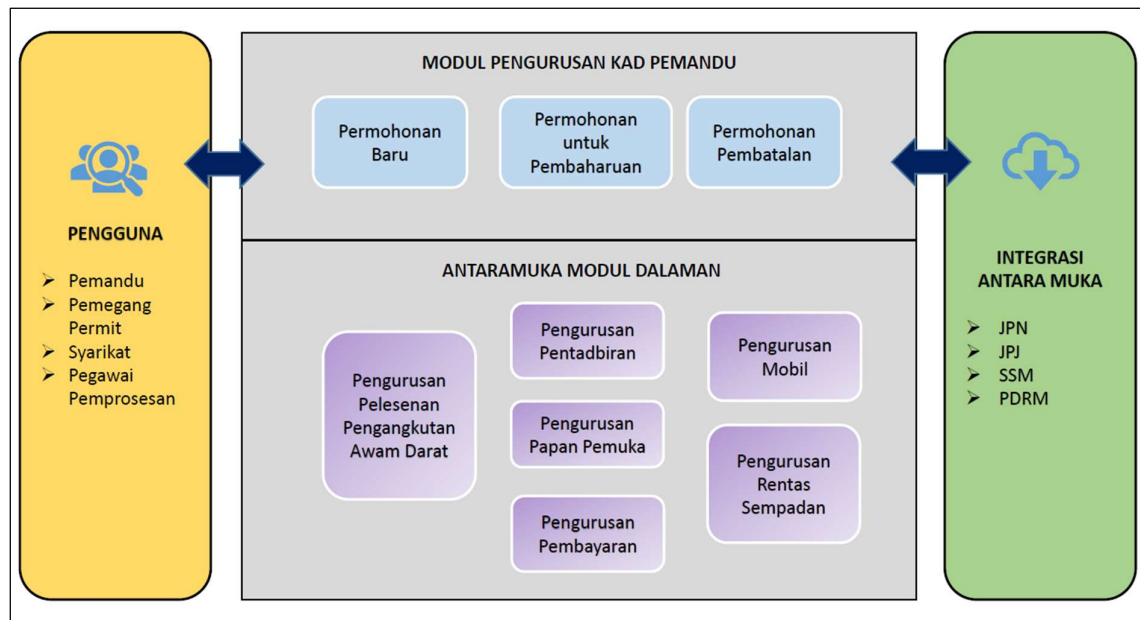 PENGGUNA
➢ Pemandu
➢ Pemegang
Permit
➢ Syarikat
➢ Pegawai
Pemprosesan
MODUL PENGURUSAN KAD PEMANDU
Permohonan
Baru
Permohonan
untuk
Pembaharuan
Permohonan
Pembatalan
ANTARAMUKA MODUL DALAMAN
Pengurusan
Pelesenan
Pengangkutan
Awam Darat
Pengurusan
Pentadbiran
Pengurusan
Papan Pemuka
Pengurusan
Pembayaran
Pengurusan
Mobil
Pengurusan
Rentas
Sempadan
INTEGRASI
ANTARA MUKA
➢ JPN
➢ JPJ
➢ SSM
➢ PDRM